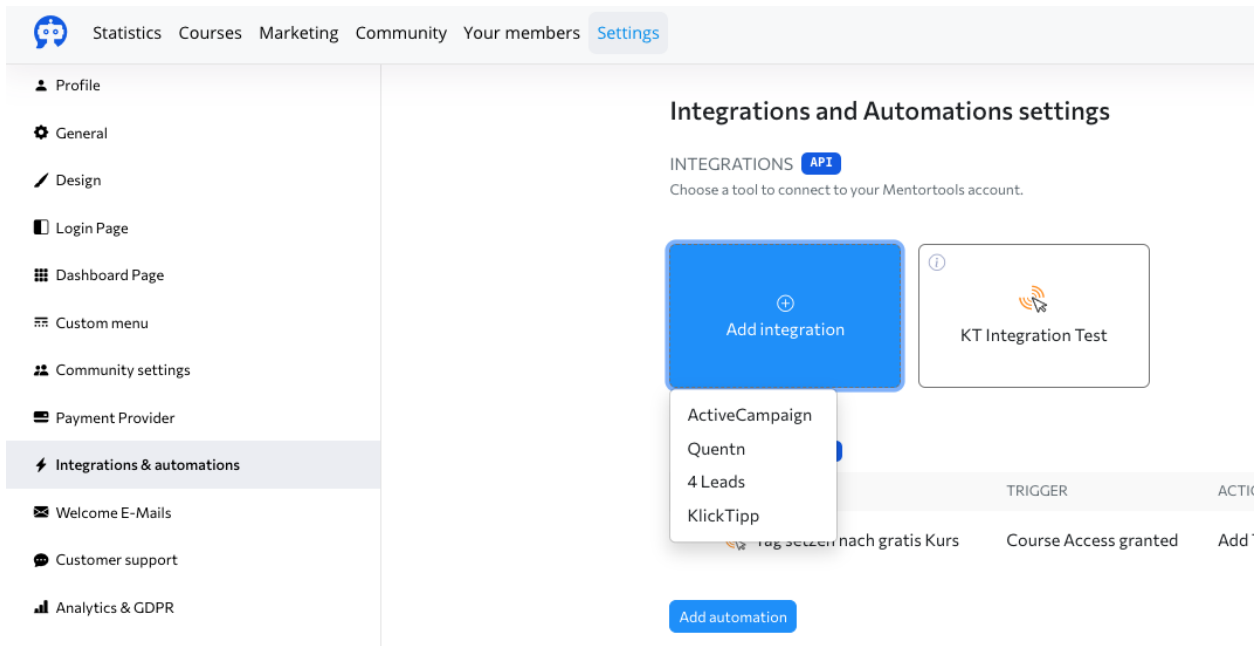 Statistics Courses Marketing Community Your members Settings
Profile
General
Design
Login Page
Dashboard Page
Custom menu
Community settings
Payment Provider
Integrations & automations
Welcome E-Mails
Customer support
Analytics & GDPR
Integrations and Automations settings
INTEGRATIONS API
Choose a tool to connect to your Mentortools account.
Add integration
KT Integration Test
ActiveCampaign
Quentn
4 Leads
KlickTipp
TRIGGER
Tag setzen nach gratis Kurs Course Access granted Add
Add automation